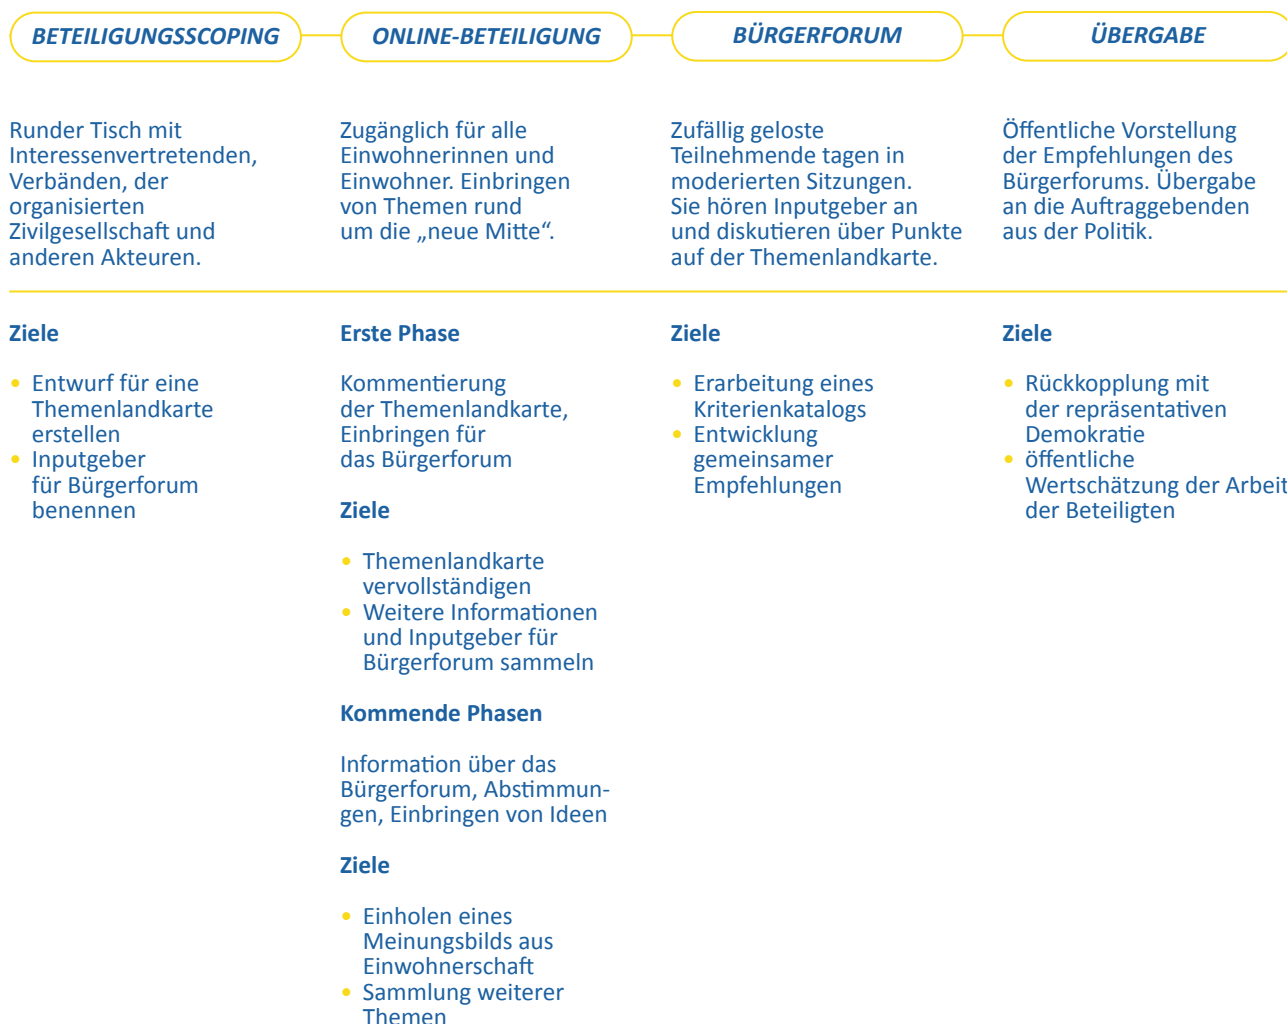 BETEILIGUNGSSCOPING
ONLINE-BETEILIGUNG
BÜRGERFORUM
ÜBERGABE
Runder Tisch mit
Interessenvertretenden,
Verbänden, der
organisierten
Zivilgesellschaft und
anderen Akteuren.
Zugänglich für alle
Einwohnerinnen und
Einwohner. Einbringen
von Themen rund
um die „neue Mitte“.
Zufällig geloste
Teilnehmende tagen in
moderierten Sitzungen.
Sie hören Inputgeber an
und diskutieren über Punkte
auf der Themenlandkarte.
Öffentliche Vorstellung
der Empfehlungen des
Bürgerforums. Übergabe
an die Auftraggebenden
aus der Politik.
Ziele
• Entwurf für eine
Themenlandkarte
erstellen
• Inputgeber
für Bürgerforum
benennen
Erste Phase
Kommentierung
der Themenlandkarte,
Einbringen für
das Bürgerforum
Ziele
• Themenlandkarte
vervollständigen
• Weitere Informationen
und Inputgeber für
Bürgerforum sammeln
Kommende Phasen
Information über das
Bürgerforum, Abstimmun-
gen, Einbringen von Ideen
Ziele
• Einholen eines
Meinungsbilds aus
Einwohnerschaft
• Sammlung weiterer
Themen
Ziele
• Erarbeitung eines
Kriterienkatalogs
• Entwicklung
gemeinsamer
Empfehlungen
Ziele
• Rückkopplung mit
der repräsentativen
Demokratie
• öffentliche
Wertschätzung der Arbeit
der Beteiligten